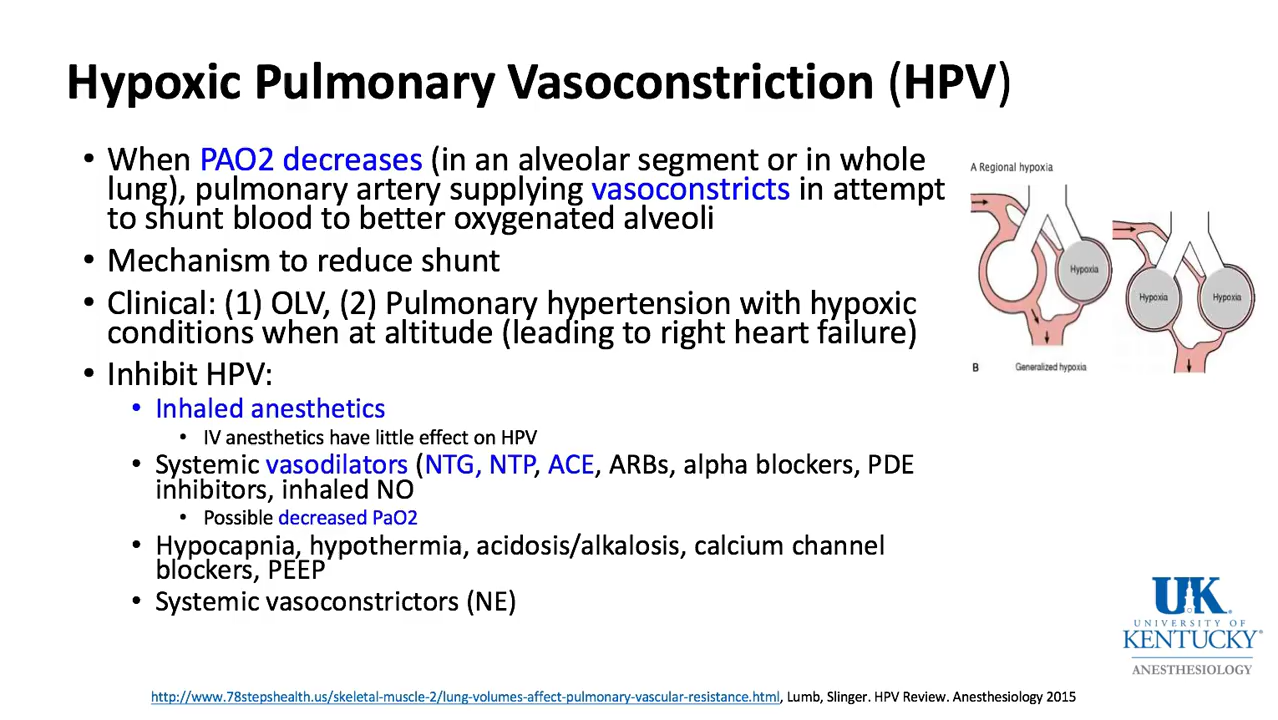 Hypoxic Pulmonary Vasoconstriction (HPV)
• When PAO2 decreases (in an alveolar segment or in whole
lung), pulmonary artery supplying vasoconstricts in attempt
to shunt blood to better oxygenated alveoli
• Mechanism to reduce shunt
• Clinical: (1) OLV, (2) Pulmonary hypertension with hypoxic
conditions when at altitude (leading to right heart failure)
• Inhibit HPV:
• Inhaled anesthetics
• IV anesthetics have little effect on HPV
• Systemic vasodilators (NTG, NTP, ACE, ARBs, alpha blockers, PDE
inhibitors, inhaled NO
• Possible decreased PaO2
• Hypocapnia, hypothermia, acidosis/alkalosis, calcium channel
blockers, PEEP
• Systemic vasoconstrictors (NE)
A Regional hypoxia
Hypoxia
Hypoxia
Hypoxia
B Generalized hypoxia
UK
UNIVERSITY OF
KENTUCKY®
ANESTHESIOLOGY
http://www.78stepshealth.us/skeletal-muscle-2/lung-volumes-affect-pulmonary-vascular-resistance.html, Lumb, Slinger. HPV Review. Anesthesiology 2015